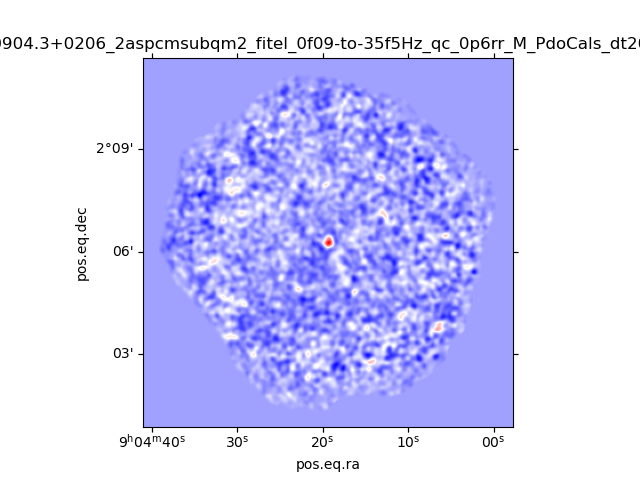 0904.3+0206_2aspcmsubqm2_fitel_0f09-to-35f5Hz_qc_0p6rr_M_PdoCals_dt20
2°09'
06'
03'
pos.eq.dec
9ʰ04ᵐ40ˢ 30ˢ 20ˢ 10ˢ 00ˢ
pos.eq.ra